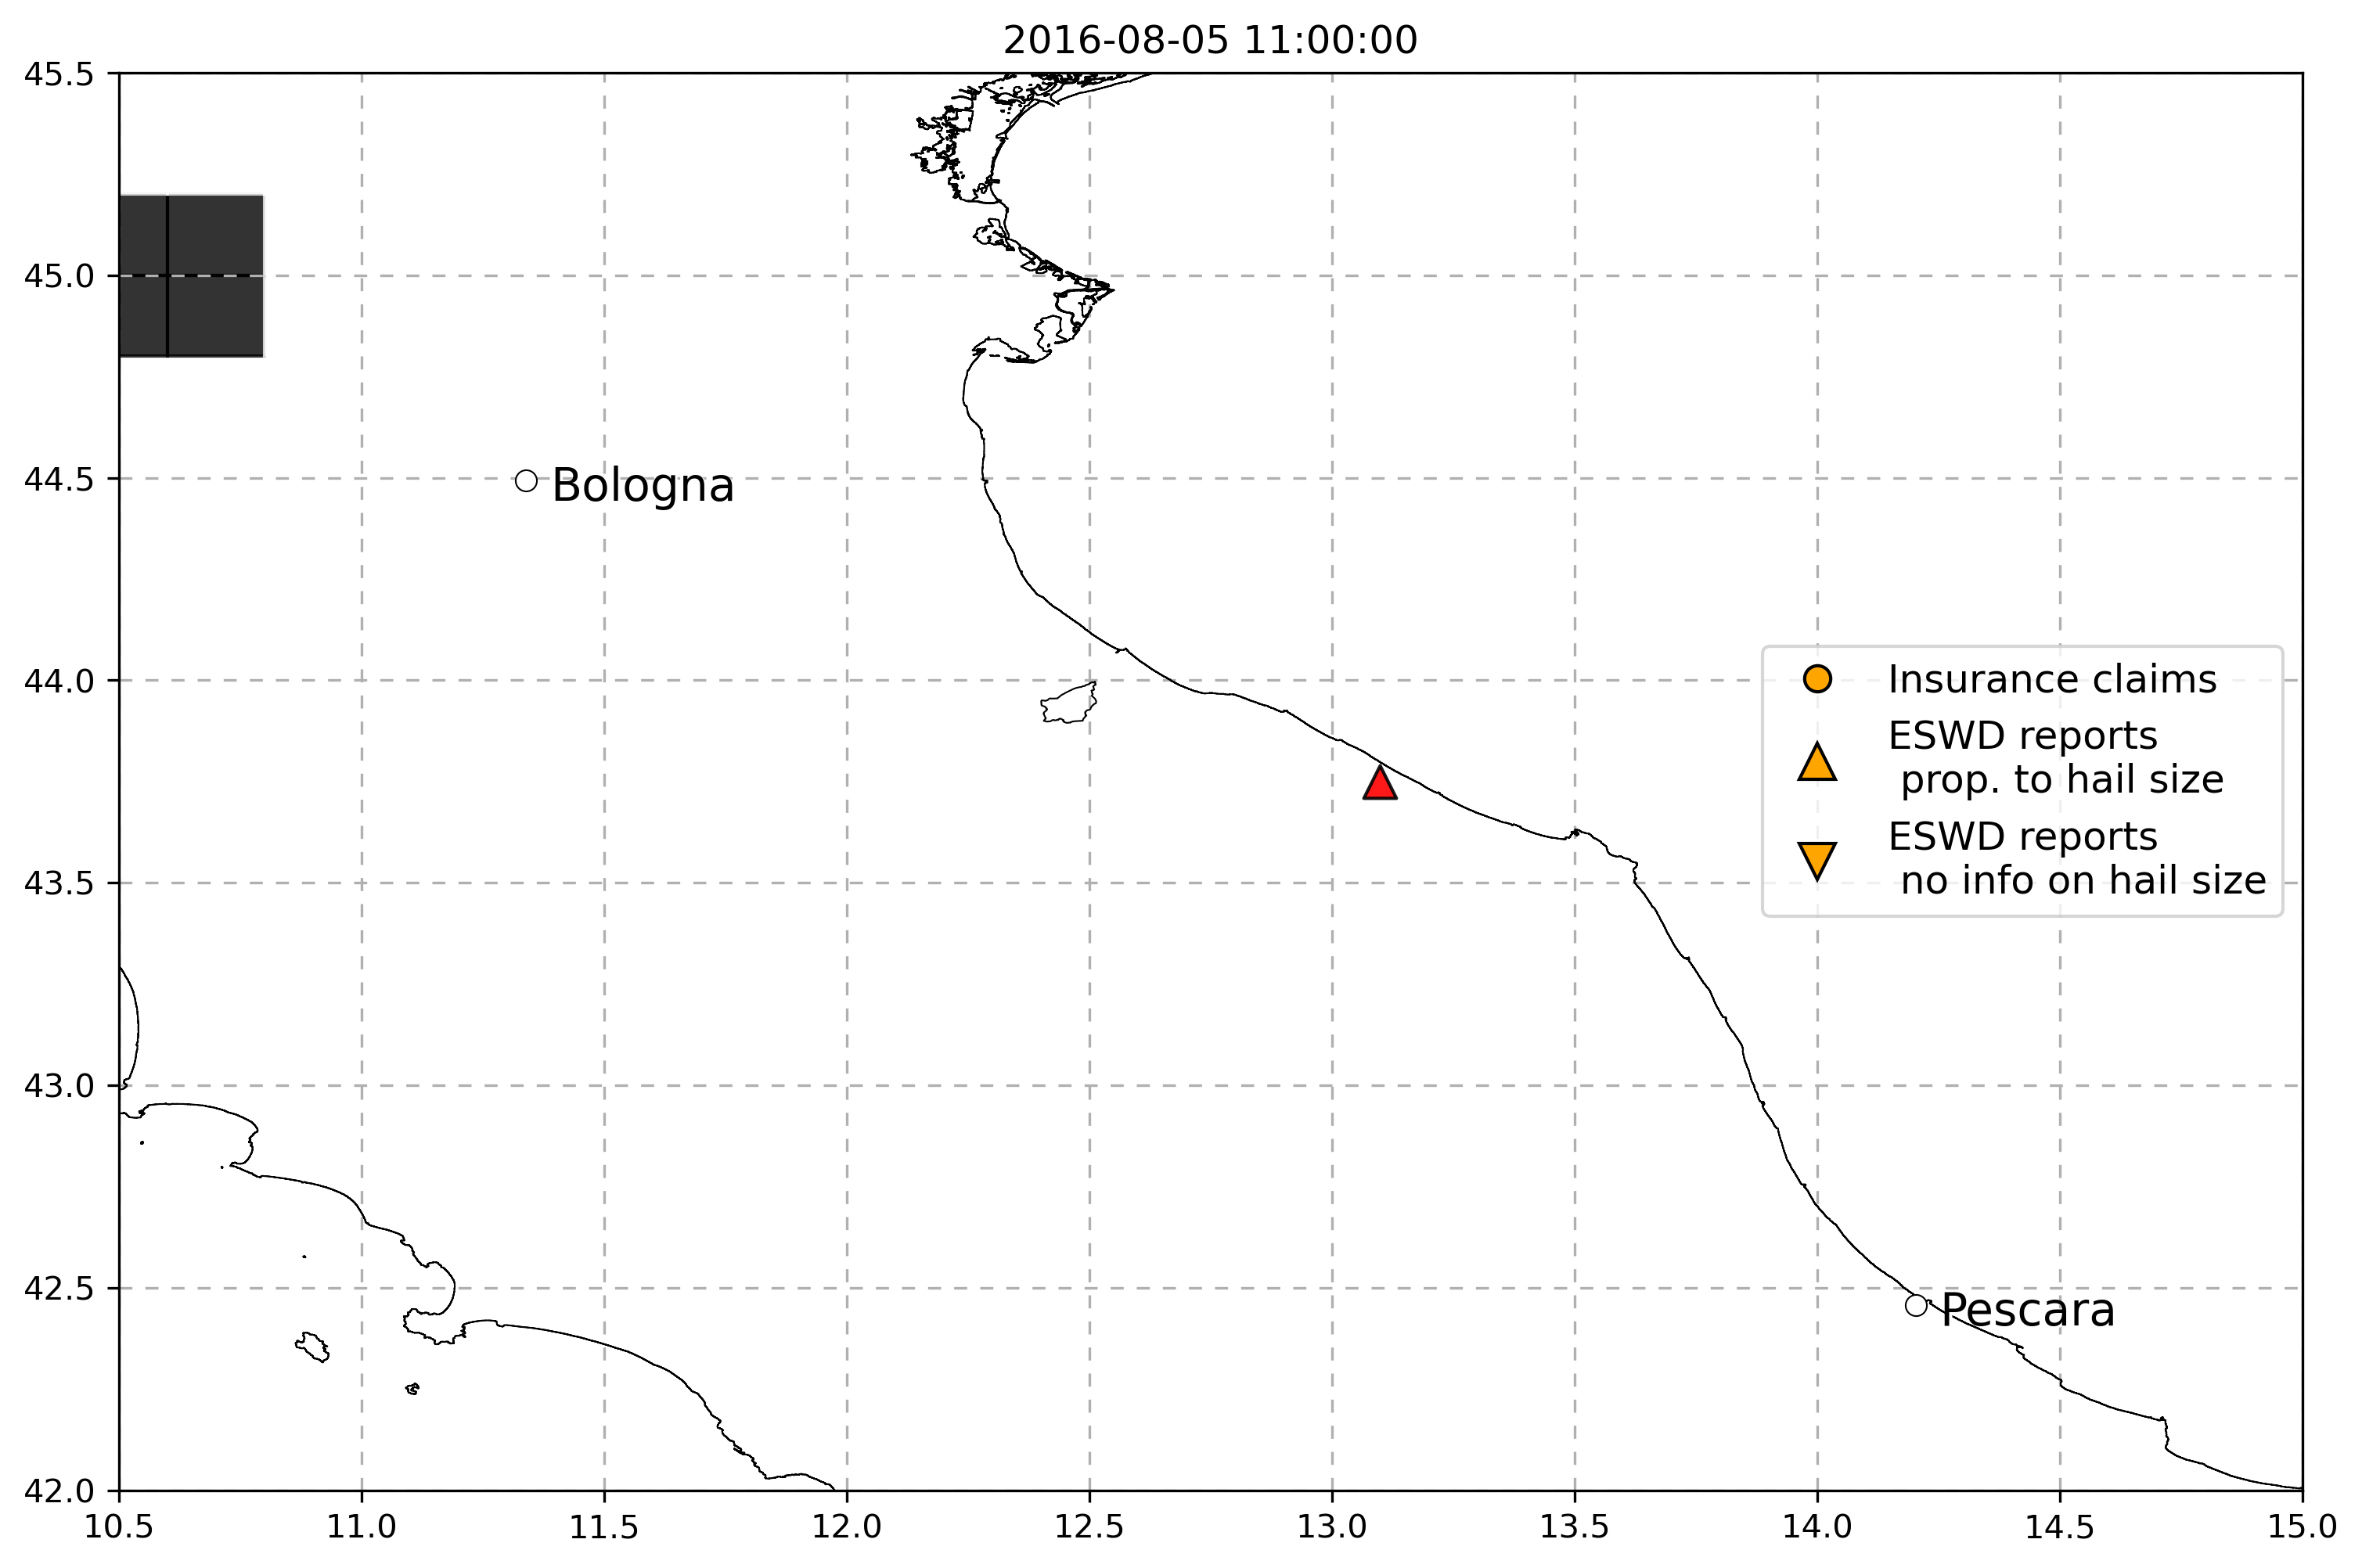 2016-08-05 11:00:00
45.5
45.0
44.5
44.0
43.5
43.0
42.5
42.0
Bologna
Insurance claims
ESWD reports
prop. to hail size
ESWD reports
no info on hail size
Pescara
10.5 11.0 11.5 12.0 12.5 13.0 13.5 14.0 14.5 15.0